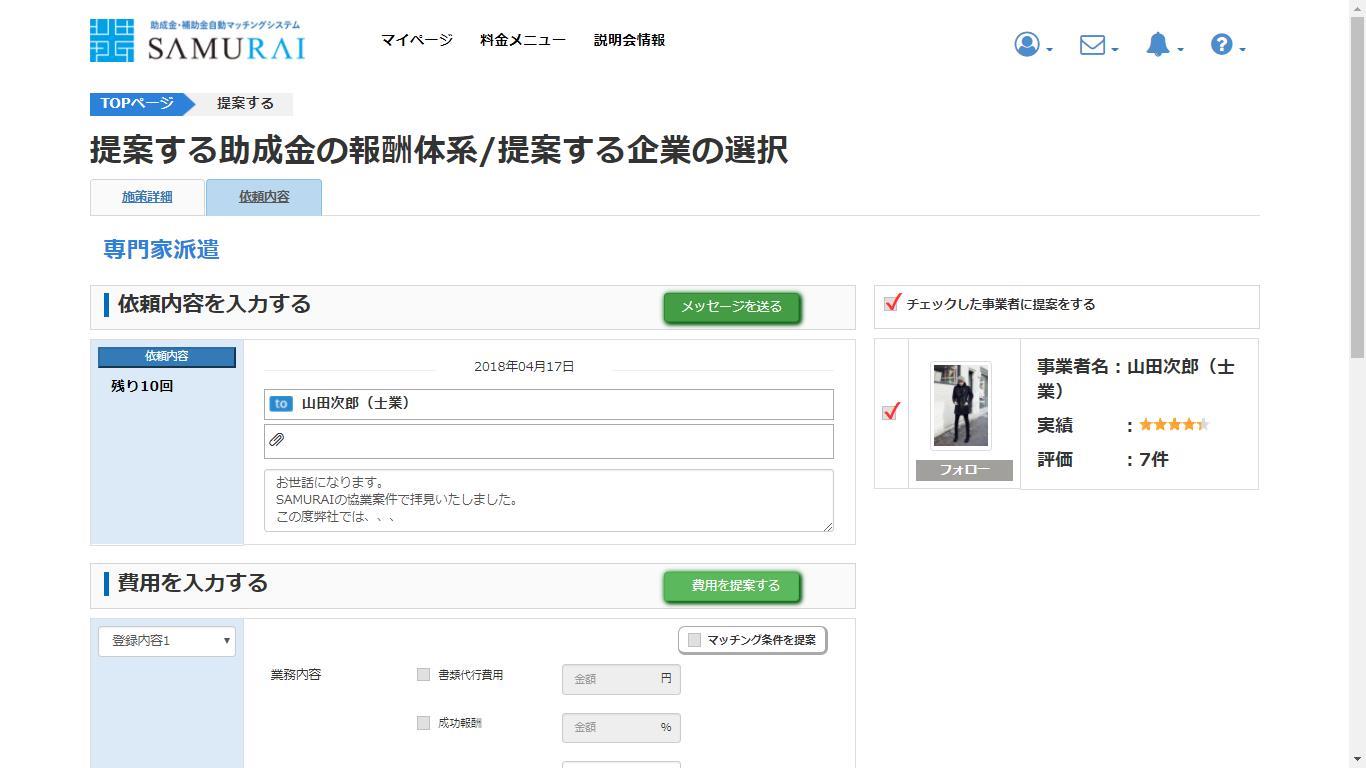 助成金・補助金自動マッチングシステム
SAMURAI
マイページ 料金メニュー 説明会情報
TOPページ 提案する
提案する助成金の報酬体系/提案する企業の選択
施策詳細 依頼内容
専門家派遣
依頼内容を入力する メッセージを送る
チェックした事業者に提案をする
依頼内容
残り10回
2018年04月17日
to 山田次郎（士業）
お世話になります。
SAMURAIの協業案件で拝見いたしました。
この度弊社では、、、
事業者名：山田次郎（士
業）
実績 ：
評価 ：7件
フォロー
費用を入力する 費用を提案する
登録内容1
マッチング条件を提案
業務内容 書類代行費用 金額 円
成功報酬 金額 %